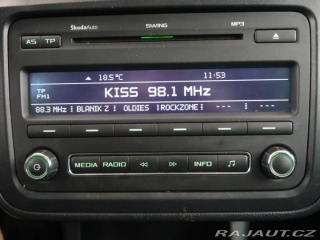 ŠkodaAuto SWING MP3
AS TP
▲ 18.5°C 11:53
TP
FM1
KISS 98.1 MHz
88.3 MHz BLANIK Z OLDIES ROCKZONE --- ---
MEDIA RADIO INFO
RAJAUT.CZ